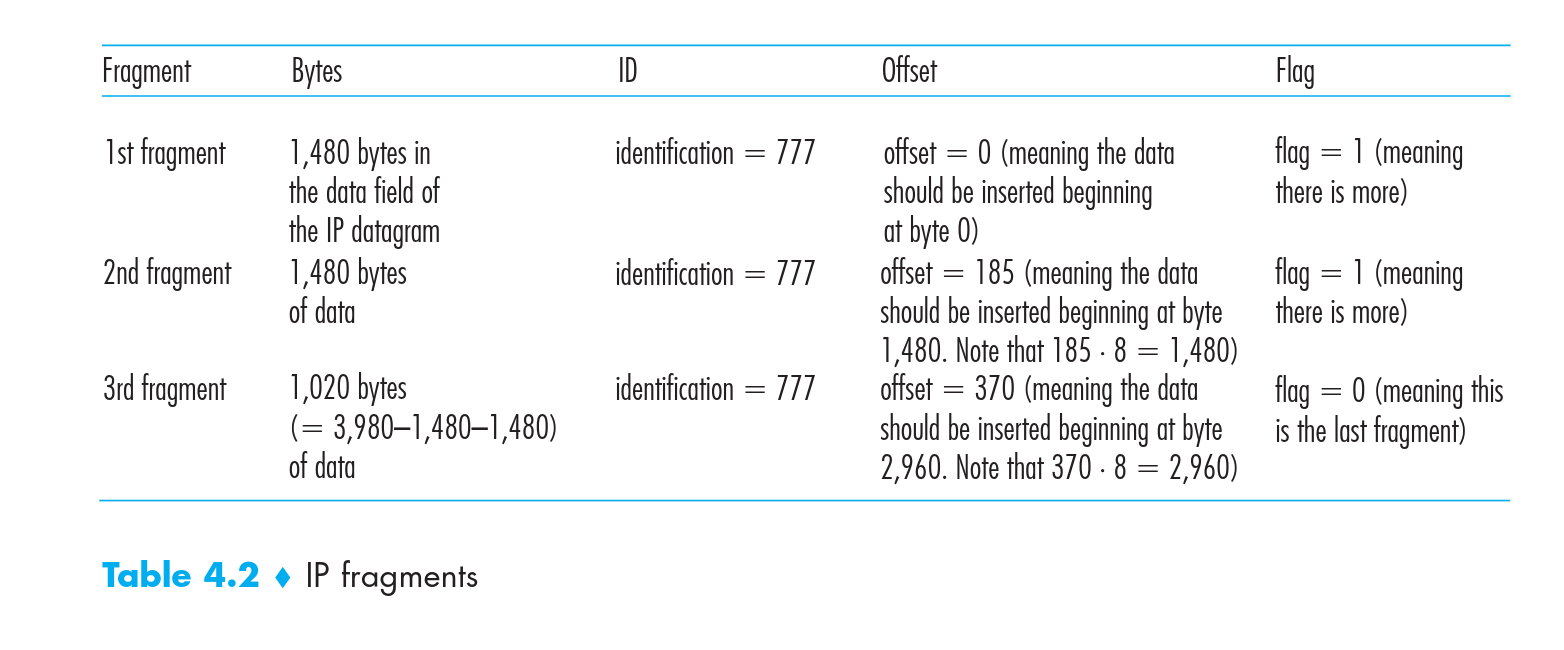 Fragment Bytes ID Offset Flag
1st fragment 1,480 bytes in identification = 777 offset = 0 (meaning the data flag = 1 (meaning
the data field of should be inserted beginning there is more)
the IP datagram at byte 0)
2nd fragment 1,480 bytes identification = 777 offset = 185 (meaning the data flag = 1 (meaning
of data should be inserted beginning at byte there is more)
1,480. Note that 185 · 8 = 1,480)
3rd fragment 1,020 bytes identification = 777 offset = 370 (meaning the data flag = 0 (meaning this
(= 3,980–1,480–1,480) should be inserted beginning at byte is the last fragment)
of data 2,960. Note that 370 · 8 = 2,960)
Table 4.2 ♦ IP fragments